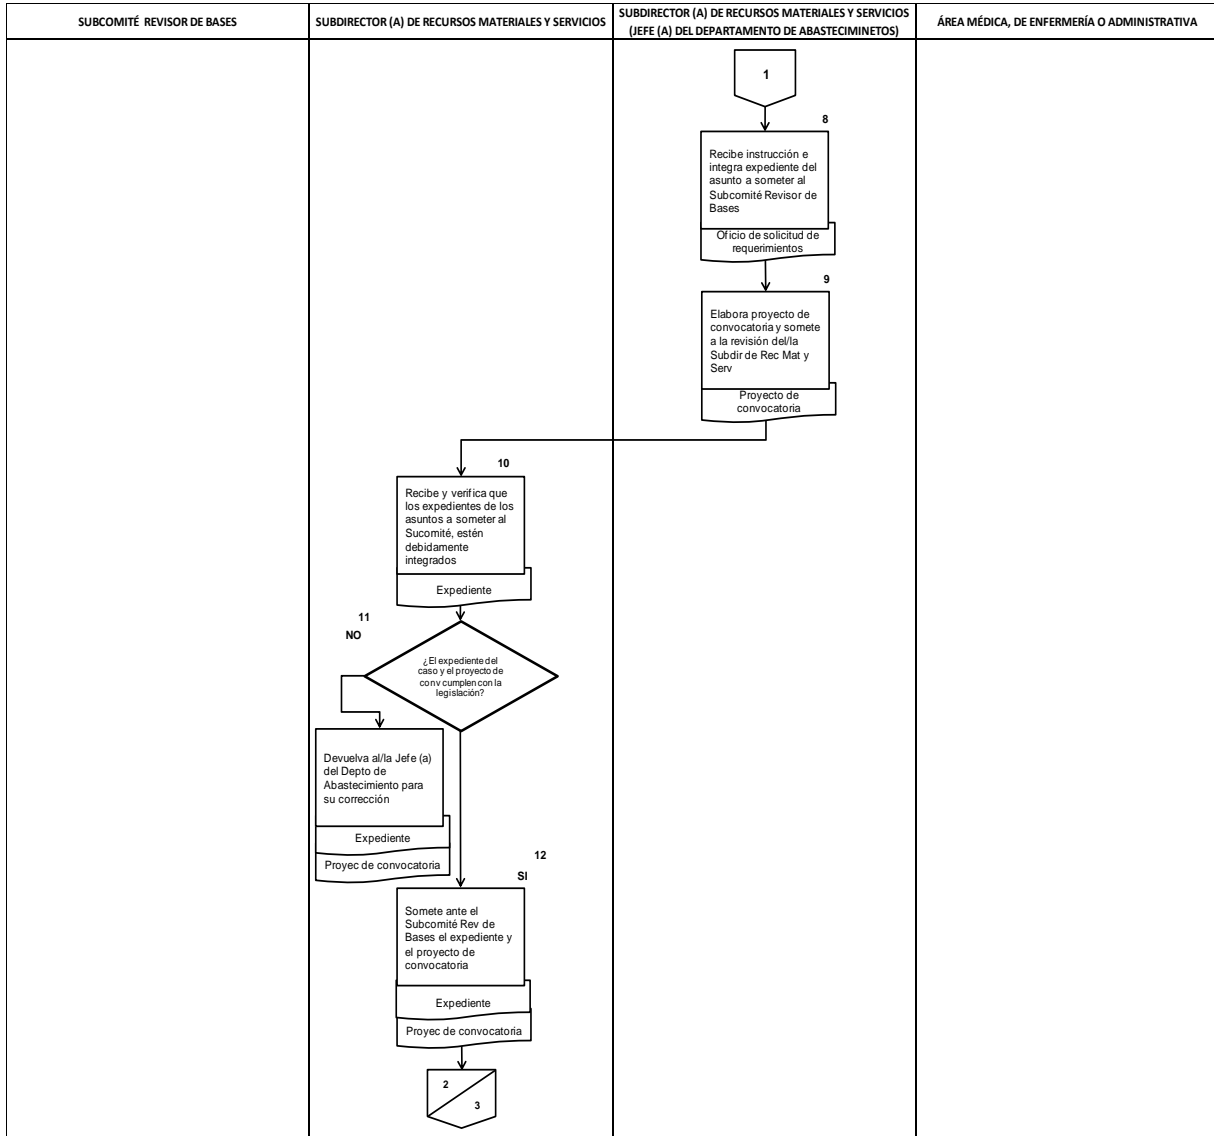 SUBCOMITÉ REVISOR DE BASES
SUBDIRECTOR (A) DE RECURSOS MATERIALES Y SERVICIOS
SUBDIRECTOR (A) DE RECURSOS MATERIALES Y SERVICIOS
(JEFE (A) DEL DEPARTAMENTO DE ABASTECIMINETOS)
ÁREA MÉDICA, DE ENFERMERÍA O ADMINISTRATIVA
1
8
Recibe instrucción e
integra expediente del
asunto a someter al
Subcomité Revisor de
Bases
Oficio de solicitud de
requerimientos
9
Elabora proyecto de
convocatoria y somete
a la revisión del/la
Subdir de Rec Mat y
Serv
Proyecto de
convocatoria
10
Recibe y verifica que
los expedientes de los
asuntos a someter al
Sucomité, estén
debidamente
integrados
Expediente
11
NO
¿El expediente del
caso y el proyecto de
conv cumplen con la
legislación?
Devuelva al/la Jefe (a)
del Depto de
Abastecimiento para
su corrección
Expediente
Proyec de convocatoria
12
SI
Somete ante el
Subcomité Rev de
Bases el expediente y
el proyecto de
convocatoria
Expediente
Proyec de convocatoria
2
3